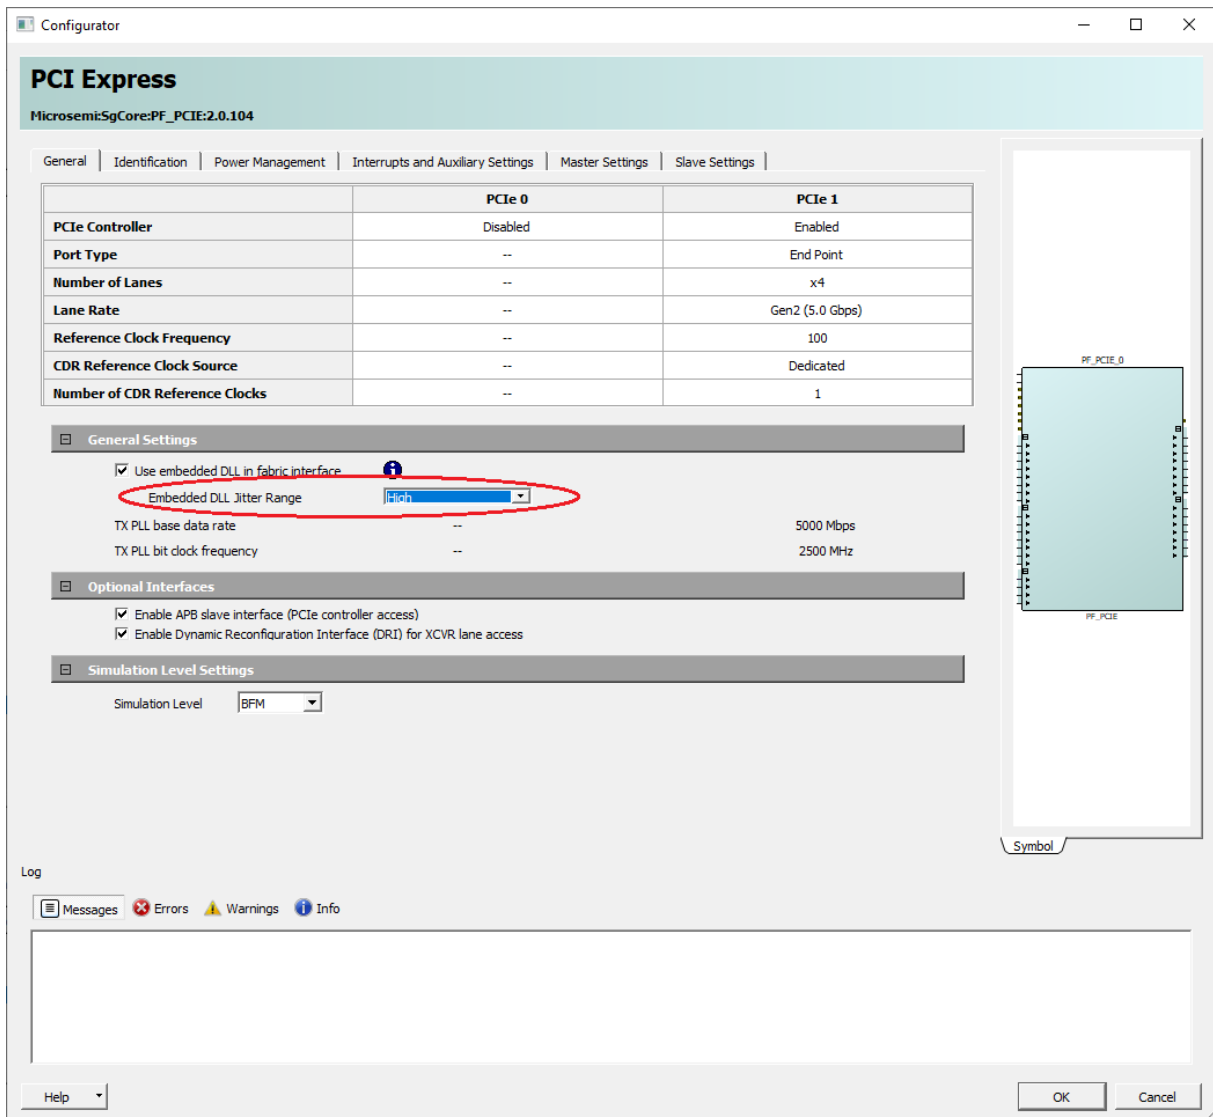 Configurator
PCI Express
Microsemi:SgCore:PF_PCIE:2.0.104
General Identification Power Management Interrupts and Auxiliary Settings Master Settings Slave Settings
PCIe 0 PCIe 1
PCIe Controller Disabled Enabled
Port Type -- End Point
Number of Lanes -- x4
Lane Rate -- Gen2 (5.0 Gbps)
Reference Clock Frequency -- 100
CDR Reference Clock Source -- Dedicated
Number of CDR Reference Clocks -- 1
General Settings
Use embedded DLL in fabric interface
Embedded DLL Jitter Range High
TX PLL base data rate -- 5000 Mbps
TX PLL bit clock frequency -- 2500 MHz
Optional Interfaces
Enable APB slave interface (PCIe controller access)
Enable Dynamic Reconfiguration Interface (DRI) for XCVR lane access
Simulation Level Settings
Simulation Level BFM
PF_PCIE_0
PF_PCIE
Symbol
Log
Messages Errors Warnings Info
Help OK Cancel